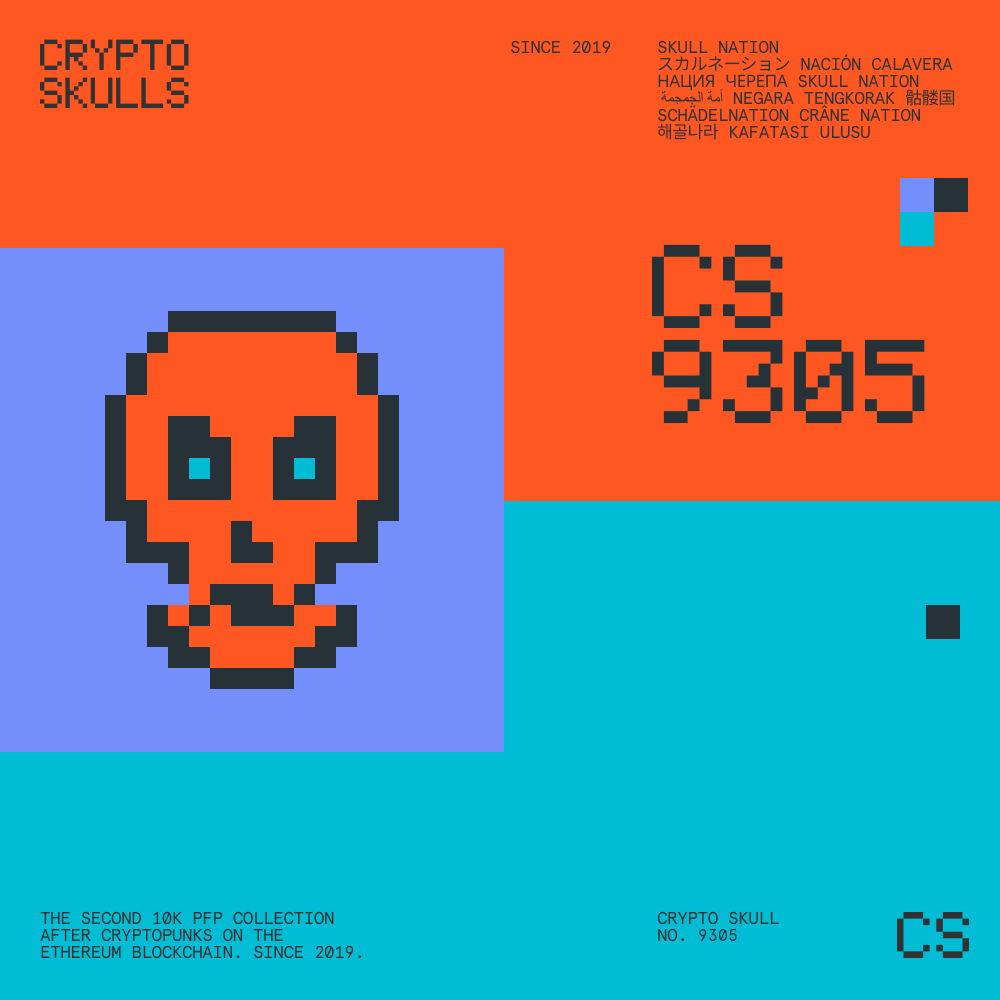 CRYPTO
SKULLS
SINCE 2019
SKULL NATION
スカルネーション NACIÓN CALAVERA
НАЦИЯ ЧЕРЕПА SKULL NATION
أمة الجمجمة NEGARA TENGKORAK 骷髅国
SCHÄDELNATION CRÂNE NATION
해골나라 KAFATASI ULUSU
CS
9305
THE SECOND 10K PFP COLLECTION
AFTER CRYPTOPUNKS ON THE
ETHEREUM BLOCKCHAIN. SINCE 2019.
CRYPTO SKULL
NO. 9305
CS